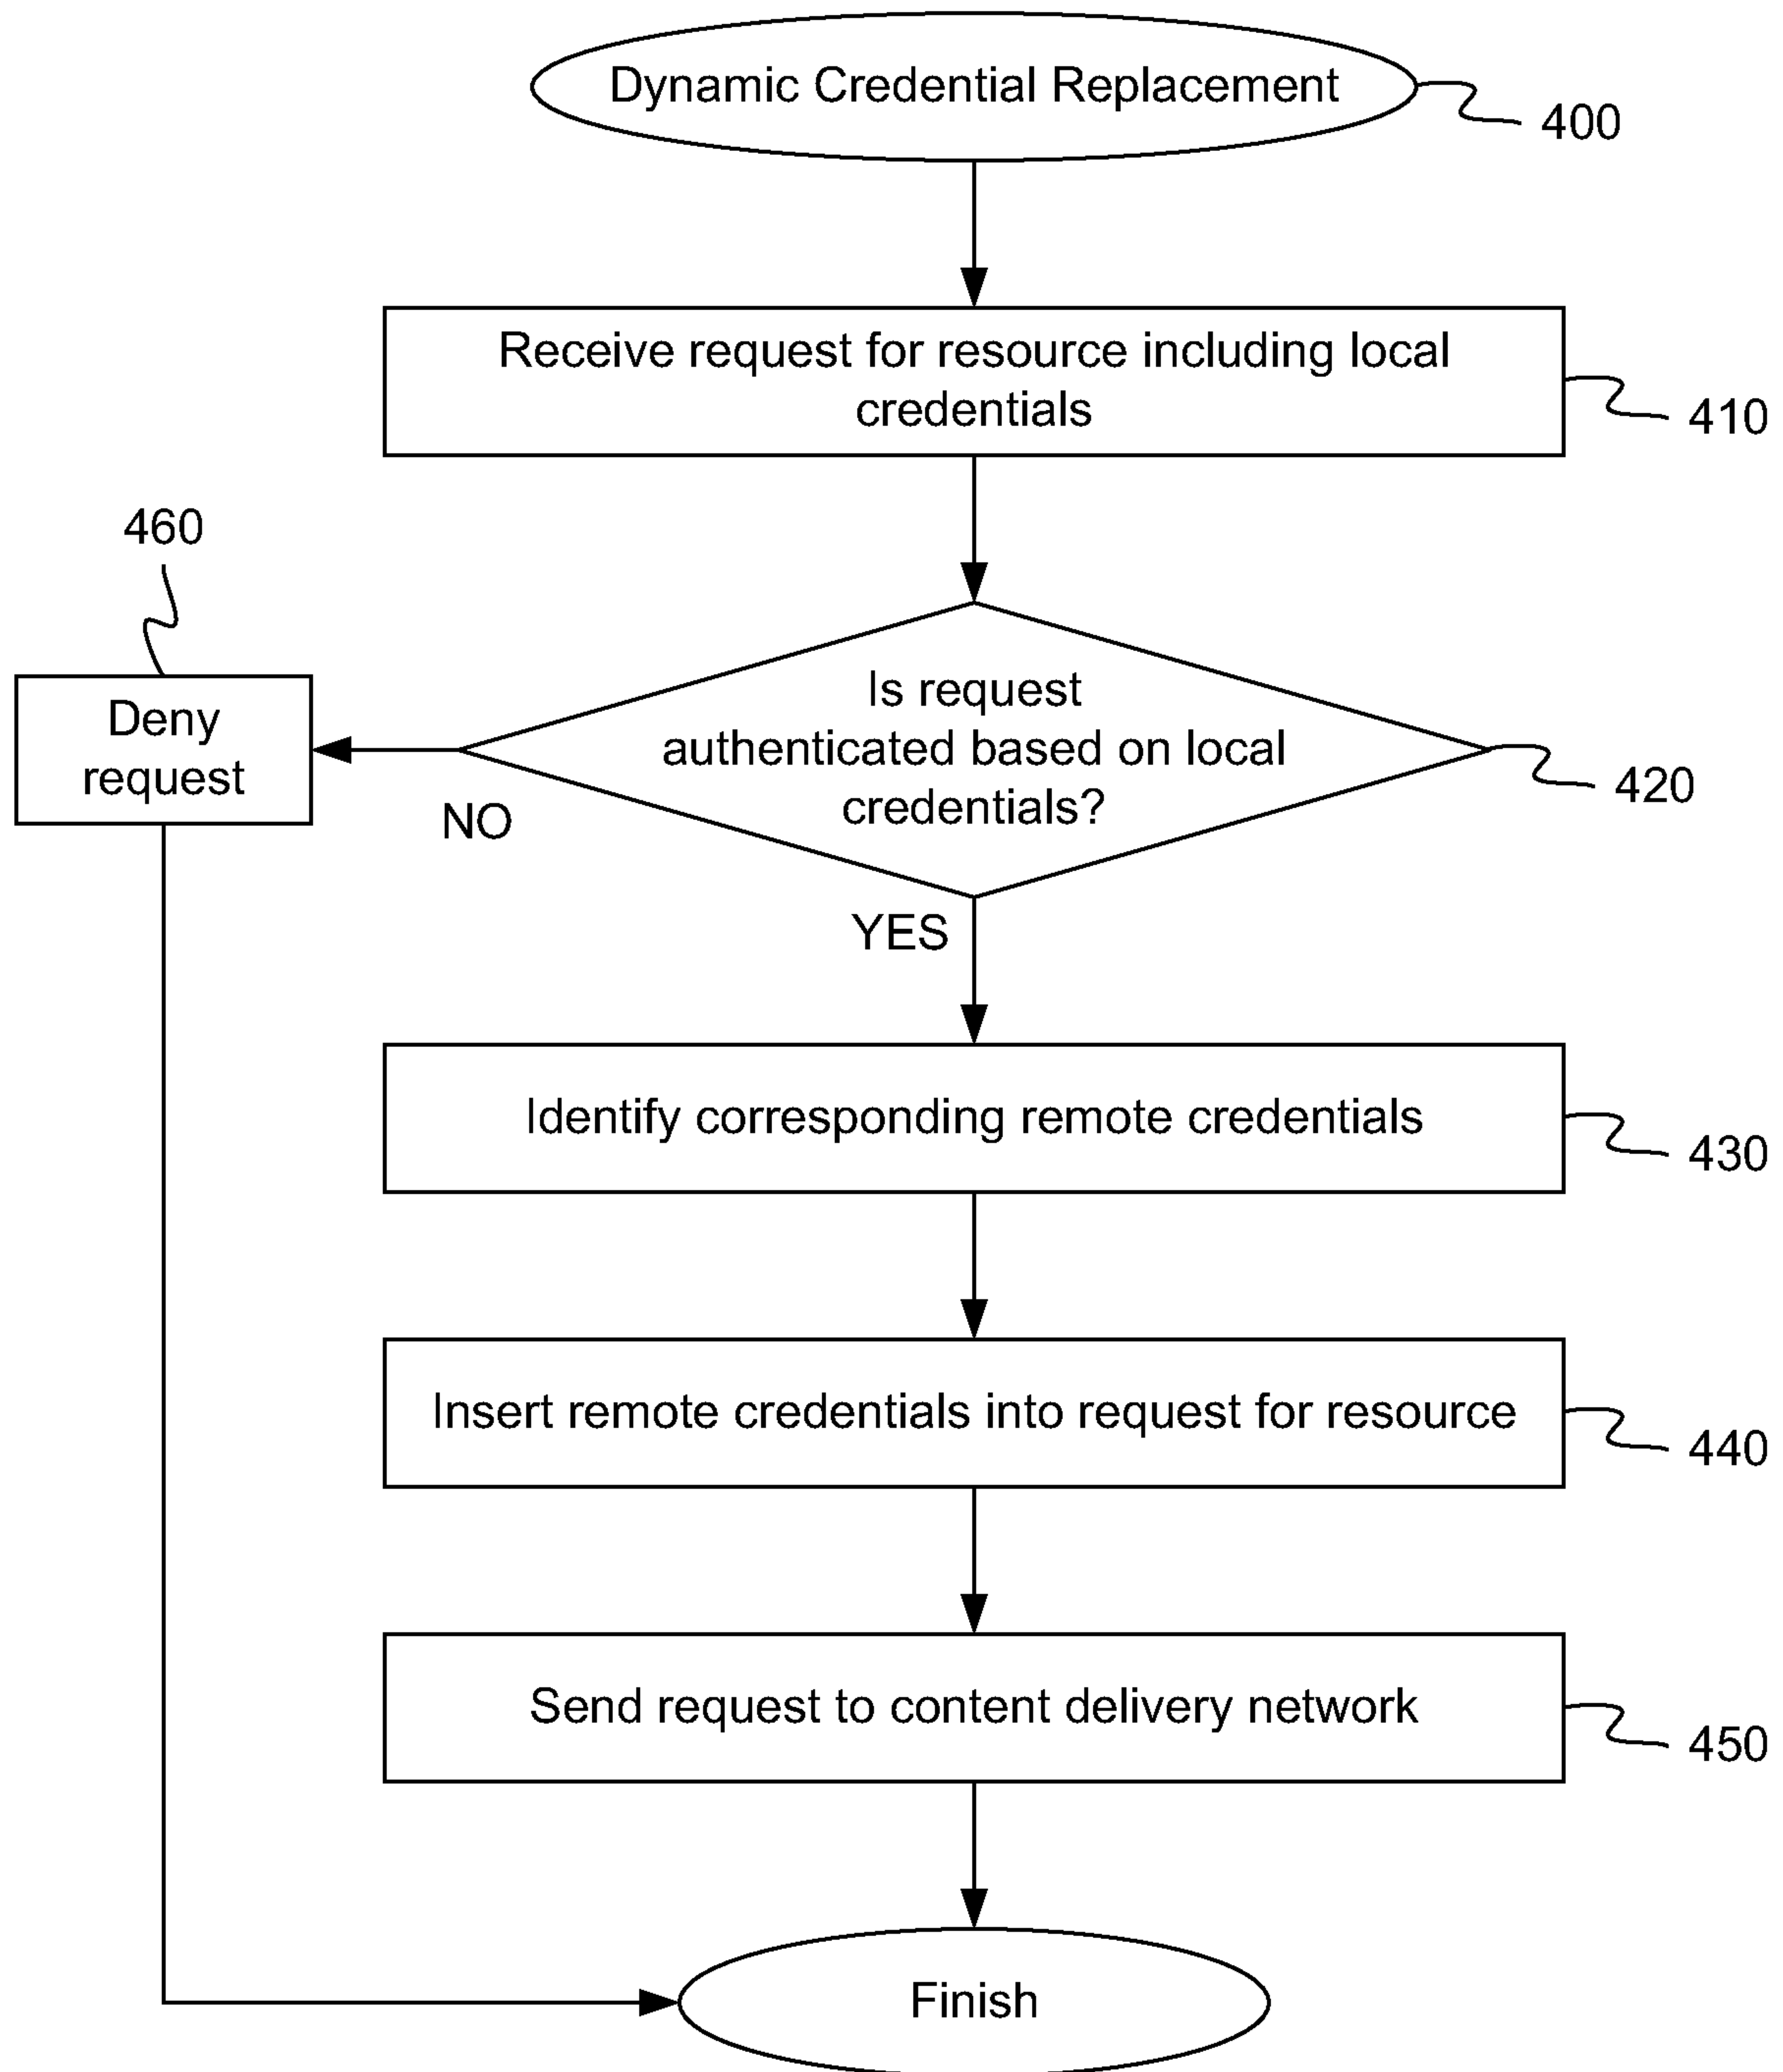 Dynamic Credential Replacement
400
Receive request for resource including local
credentials
410
460
Deny
request
NO
Is request
authenticated based on local
credentials?
420
YES
Identify corresponding remote credentials
430
Insert remote credentials into request for resource
440
Send request to content delivery network
450
Finish